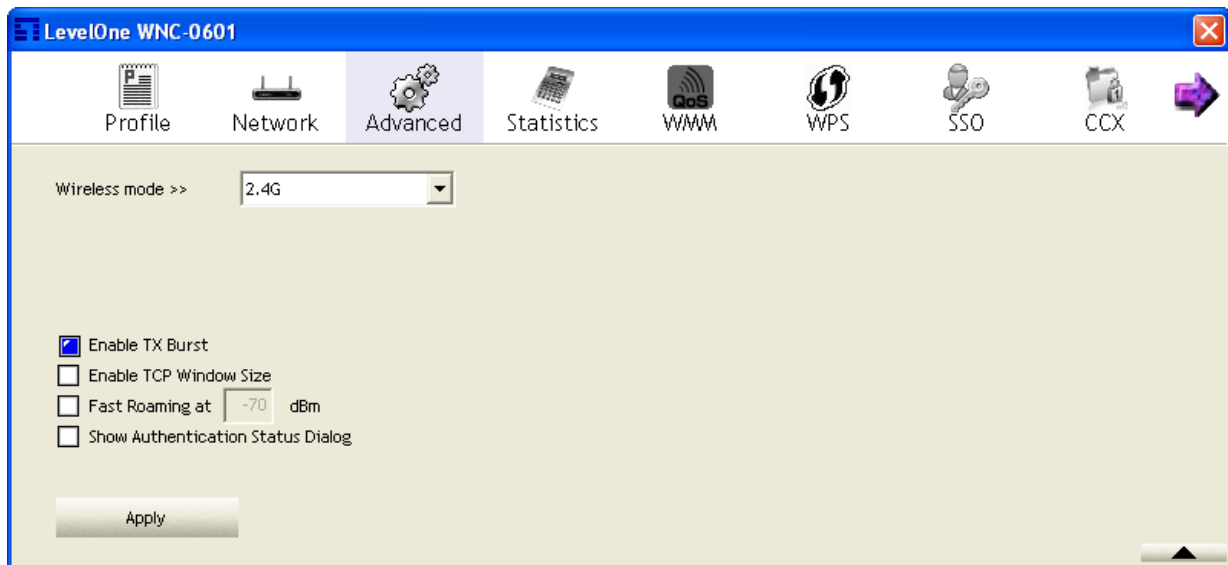 LevelOne WNC-0601
Profile Network Advanced Statistics QoS WMM WPS SSO CCX
Wireless mode >> 2.4G
Enable TX Burst
Enable TCP Window Size
Fast Roaming at -70 dBm
Show Authentication Status Dialog
Apply